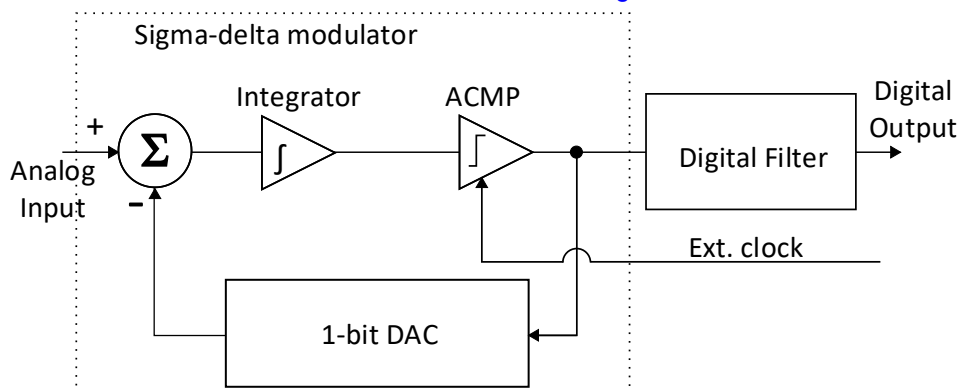 Sigma-delta modulator
Integrator
ACMP
Digital
Output
+
Σ
∫
Digital Filter
Analog
Input
-
Ext. clock
1-bit DAC